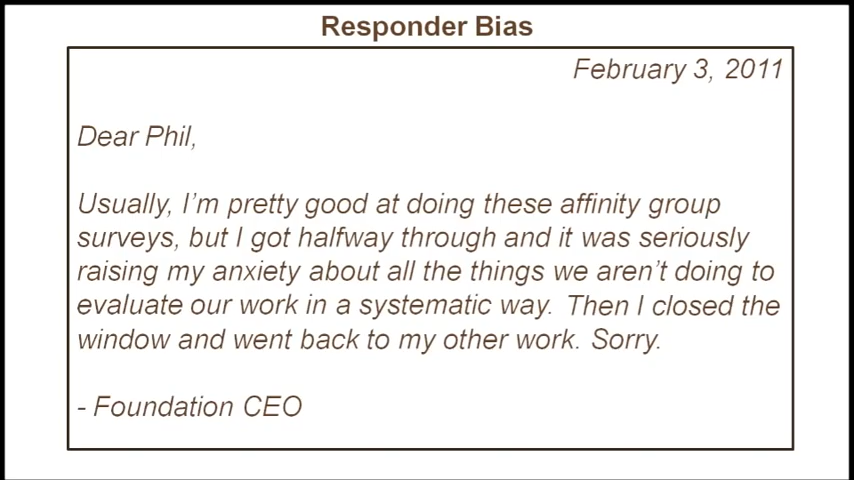 Responder Bias
February 3, 2011
Dear Phil,
Usually, I'm pretty good at doing these affinity group
surveys, but I got halfway through and it was seriously
raising my anxiety about all the things we aren't doing to
evaluate our work in a systematic way. Then I closed the
window and went back to my other work. Sorry.
- Foundation CEO